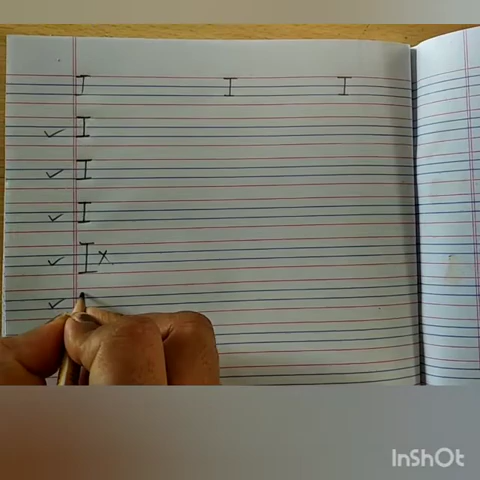 I I I
✓ I
✓ I
✓ I
✓ I x
✓
InShOt